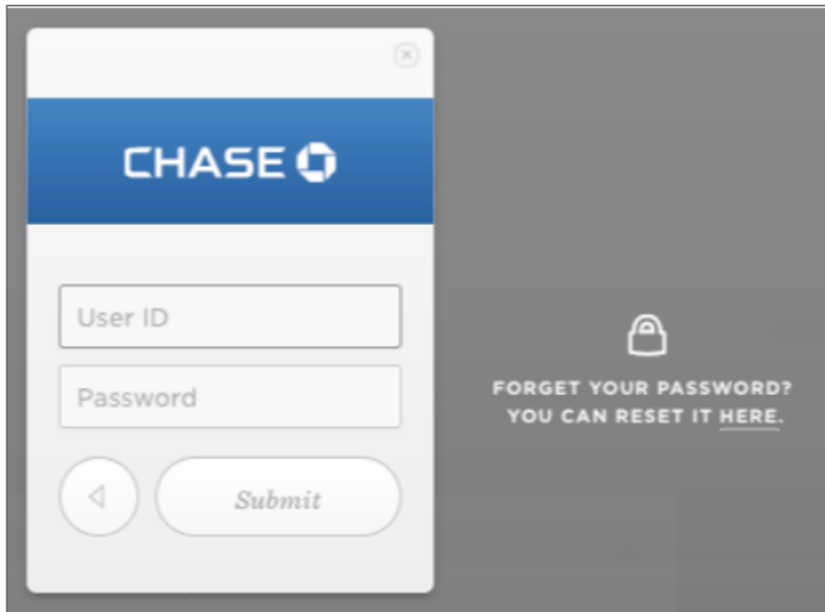 CHASE
User ID
Password
Submit
FORGET YOUR PASSWORD?
YOU CAN RESET IT HERE.